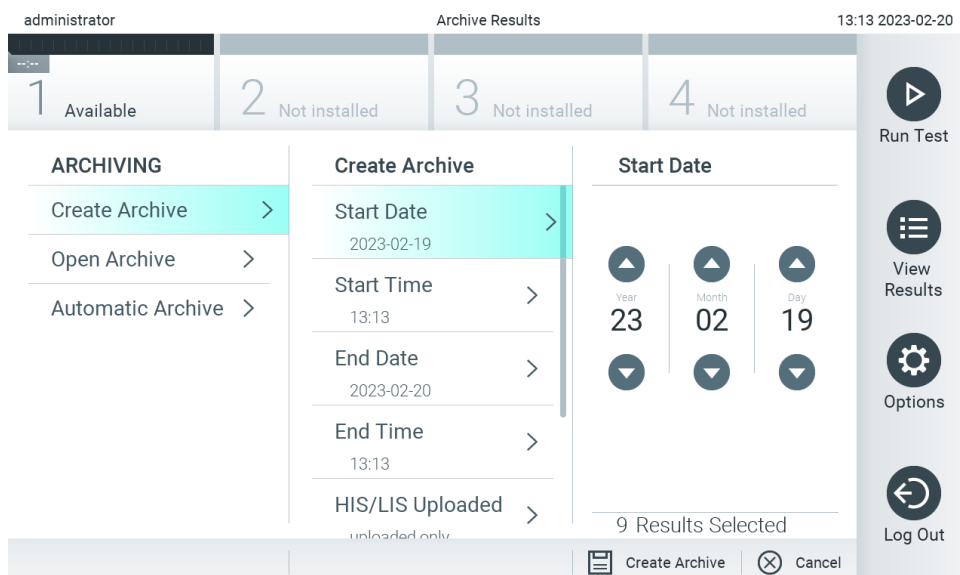 administrator
Archive Results
13:13 2023-02-20
--:--
1 Available
2 Not installed
3 Not installed
4 Not installed
Run Test
ARCHIVING
Create Archive
Open Archive
Automatic Archive
Create Archive
Start Date
2023-02-19
Start Time
13:13
End Date
2023-02-20
End Time
13:13
HIS/LIS Uploaded
uploaded only
Start Date
Year
23
Month
02
Day
19
9 Results Selected
View
Results
Options
Log Out
Create Archive
Cancel